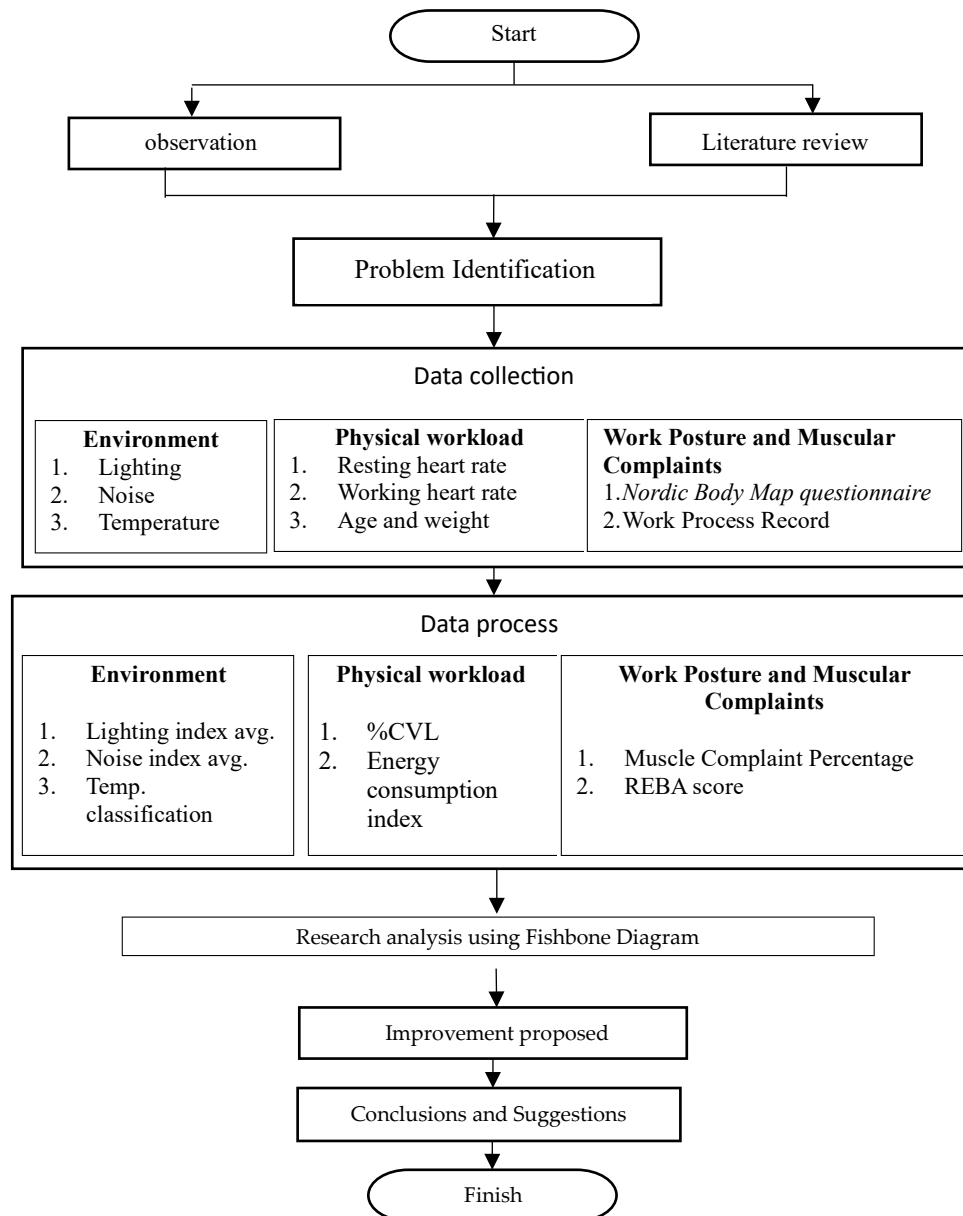 Start
observation
Literature review
Problem Identification
Data collection
Environment
1. Lighting
2. Noise
3. Temperature
Physical workload
1. Resting heart rate
2. Working heart rate
3. Age and weight
Work Posture and Muscular
Complaints
1.Nordic Body Map questionnaire
2.Work Process Record
Data process
Environment
1. Lighting index avg.
2. Noise index avg.
3. Temp.
classification
Physical workload
1. %CVL
2. Energy
consumption
index
Work Posture and Muscular
Complaints
1. Muscle Complaint Percentage
2. REBA score
Research analysis using Fishbone Diagram
Improvement proposed
Conclusions and Suggestions
Finish